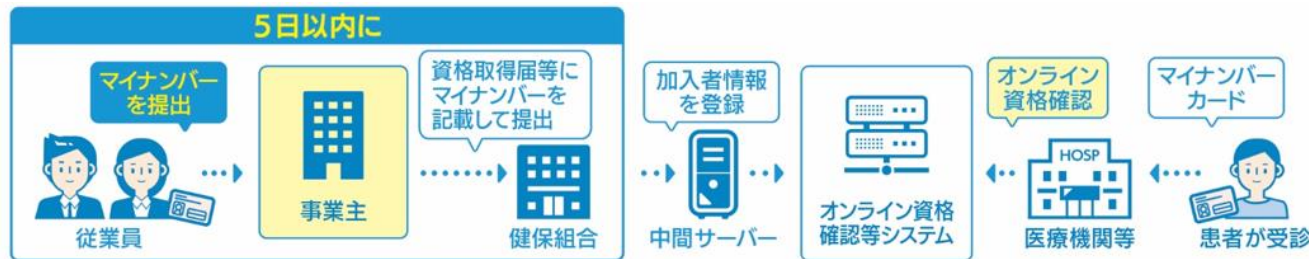 5日以内に
マイナンバー
を提出
従業員
事業主
資格取得届等に
マイナンバーを
記載して提出
健保組合
加入者情報
を登録
中間サーバー
オンライン資格
確認等システム
オンライン
資格確認
HOSP
医療機関等
マイナンバー
カード
患者が受診